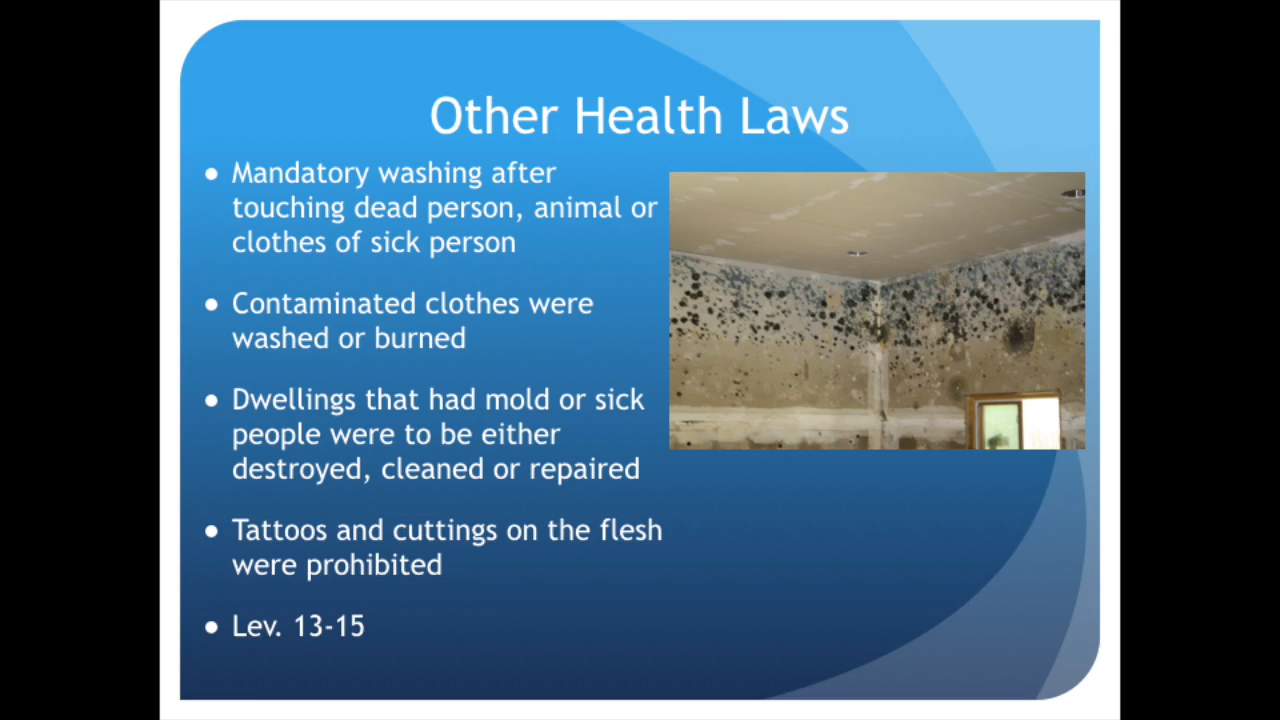 Other Health Laws
● Mandatory washing after
touching dead person, animal or
clothes of sick person
● Contaminated clothes were
washed or burned
● Dwellings that had mold or sick
people were to be either
destroyed, cleaned or repaired
● Tattoos and cuttings on the flesh
were prohibited
● Lev. 13-15